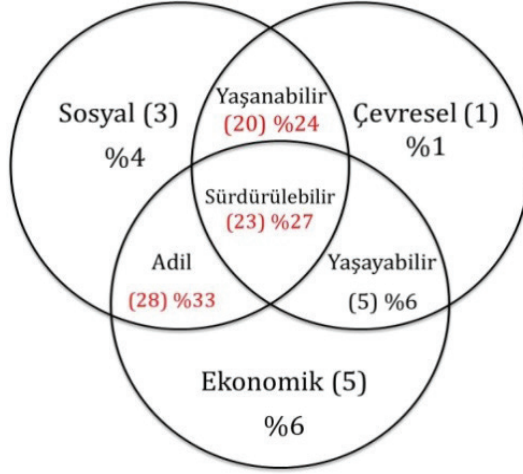 Yaşanabilir
(20) %24
Sosyal (3)
%4
Çevresel (1)
%1
Sürdürülebilir
(23) %27
Adil
(28) %33
Yaşayabilir
(5) %6
Ekonomik (5)
%6